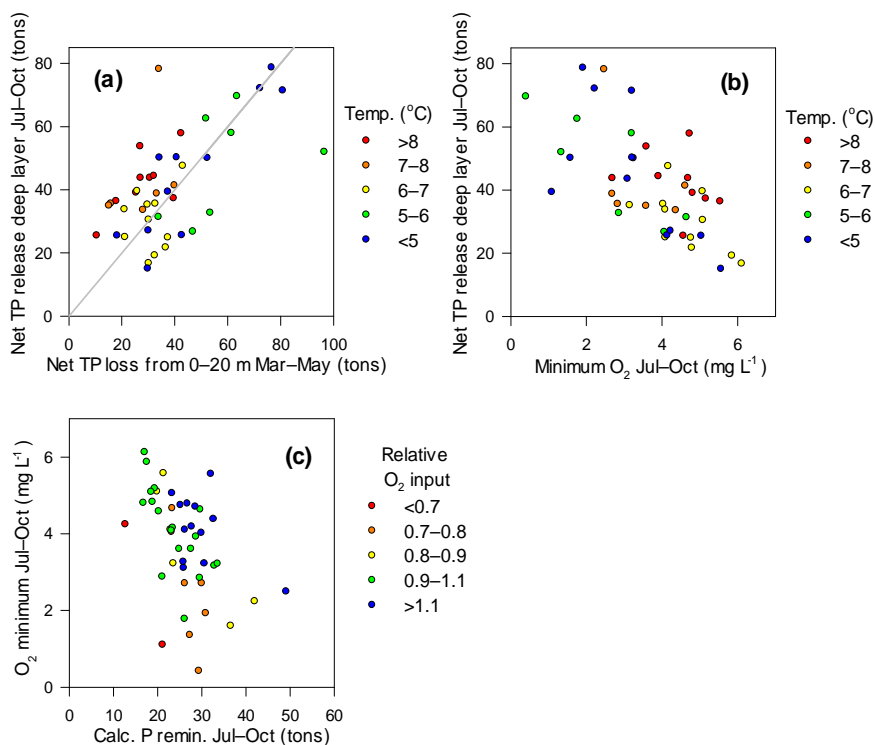 (a)
Net TP release deep layer Jul–Oct (tons)
80
60
40
20
0
0 20 40 60 80 100
Net TP loss from 0–20 m Mar–May (tons)
Temp. (°C)
>8
7–8
6–7
5–6
<5
(b)
Net TP release deep layer Jul–Oct (tons)
80
60
40
20
0
0 2 4 6
Minimum O₂ Jul–Oct (mg L⁻¹)
Temp. (°C)
>8
7–8
6–7
5–6
<5
(c)
O₂ minimum Jul–Oct (mg L⁻¹)
6
4
2
0
0 10 20 30 40 50 60
Calc. P remin. Jul–Oct (tons)
Relative
O₂ input
<0.7
0.7–0.8
0.8–0.9
0.9–1.1
>1.1